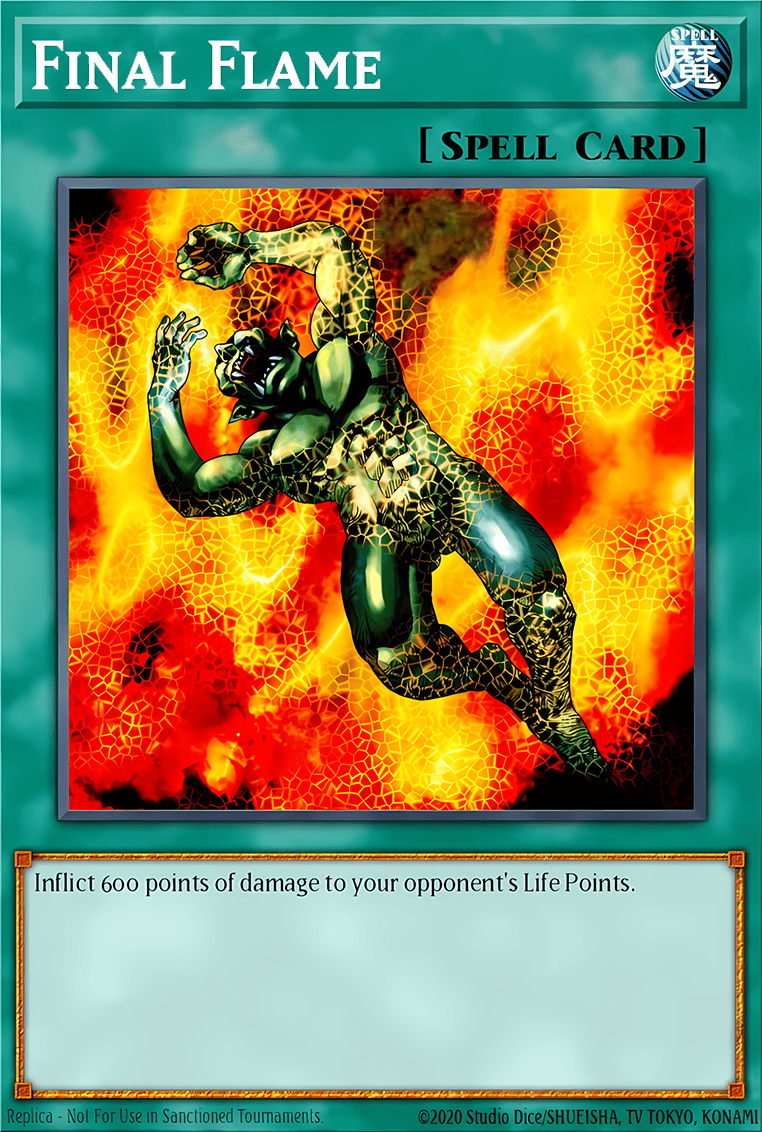 Final Flame
SPELL
魔
[Spell Card]
Inflict 600 points of damage to your opponent's Life Points.
Replica - Not For Use in Sanctioned Tournaments.
©2020 Studio Dice/SHUEISHA, TV TOKYO, KONAMI